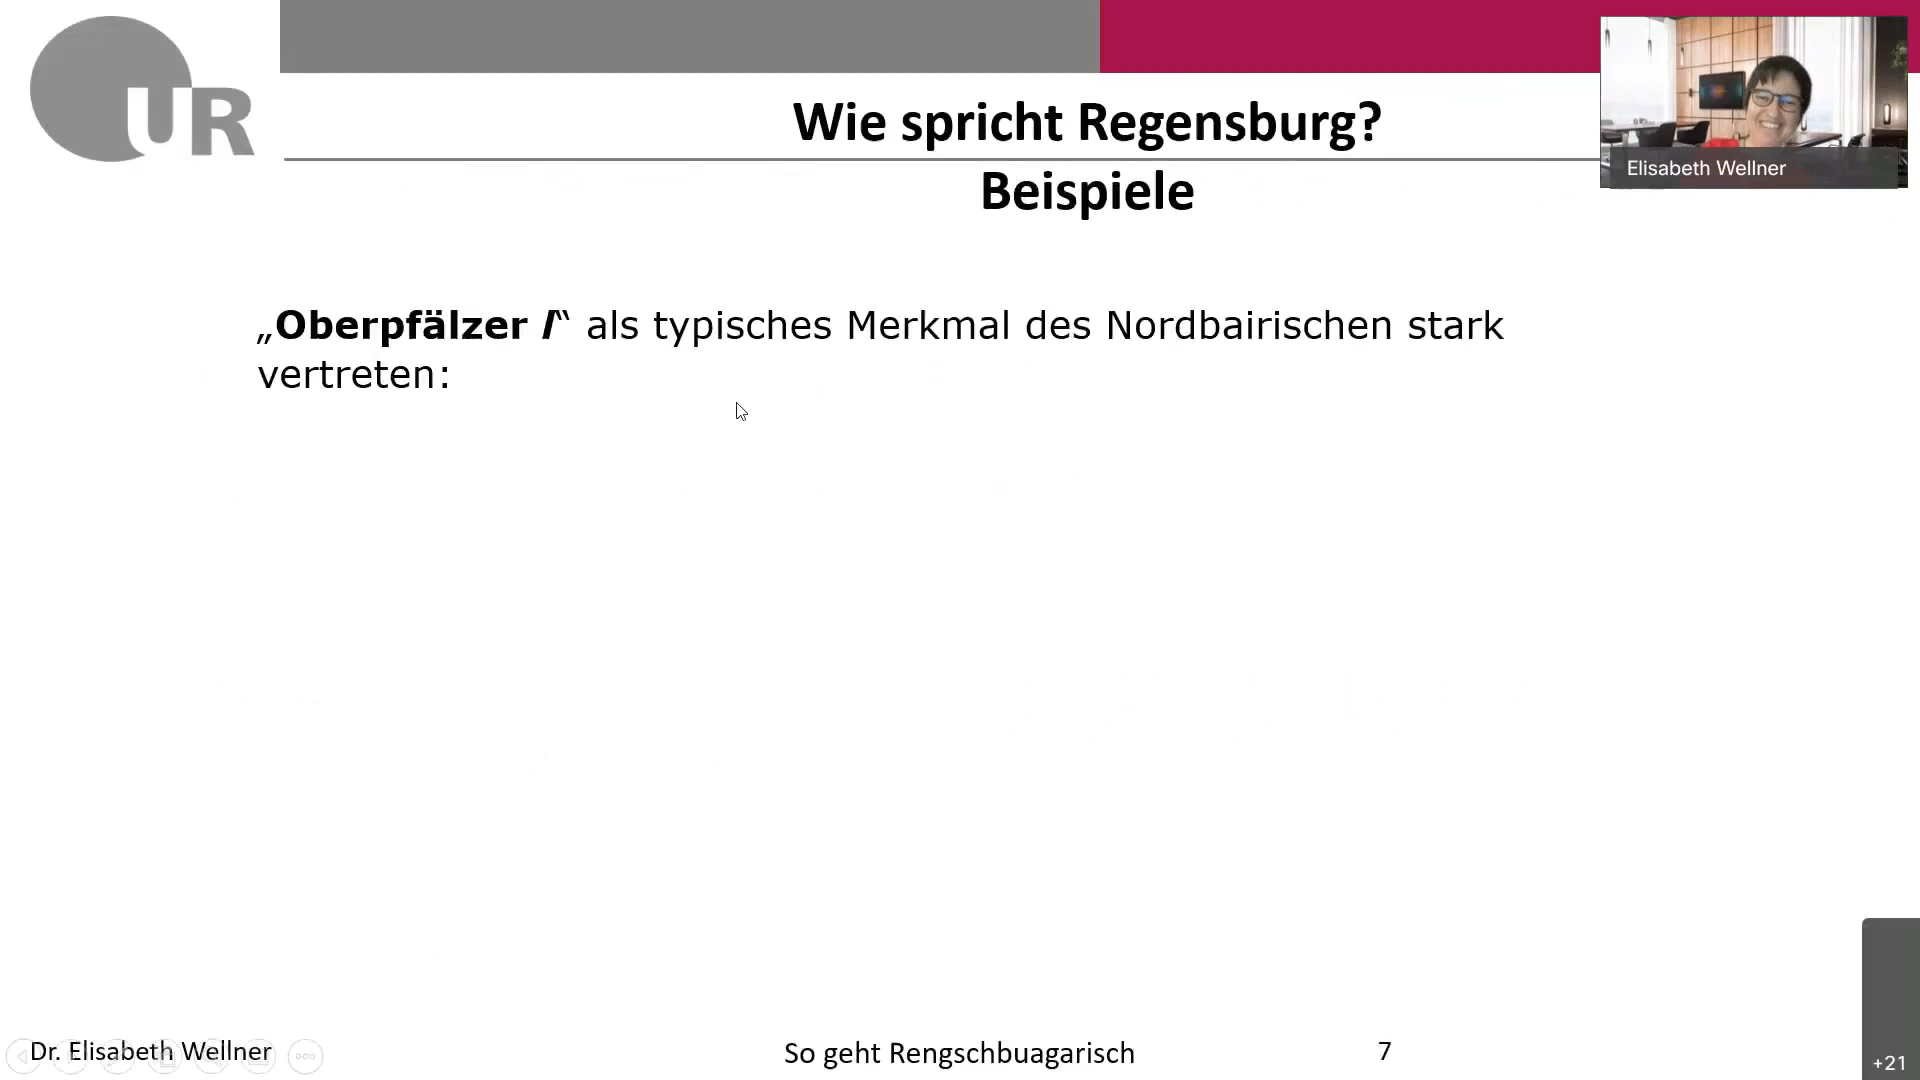 UR
Wie spricht Regensburg?
Beispiele
Elisabeth Wellner
„Oberpfälzer l“ als typisches Merkmal des Nordbairischen stark
vertreten:
Dr. Elisabeth Wellner
So geht Rengschbuagarisch
7
+21